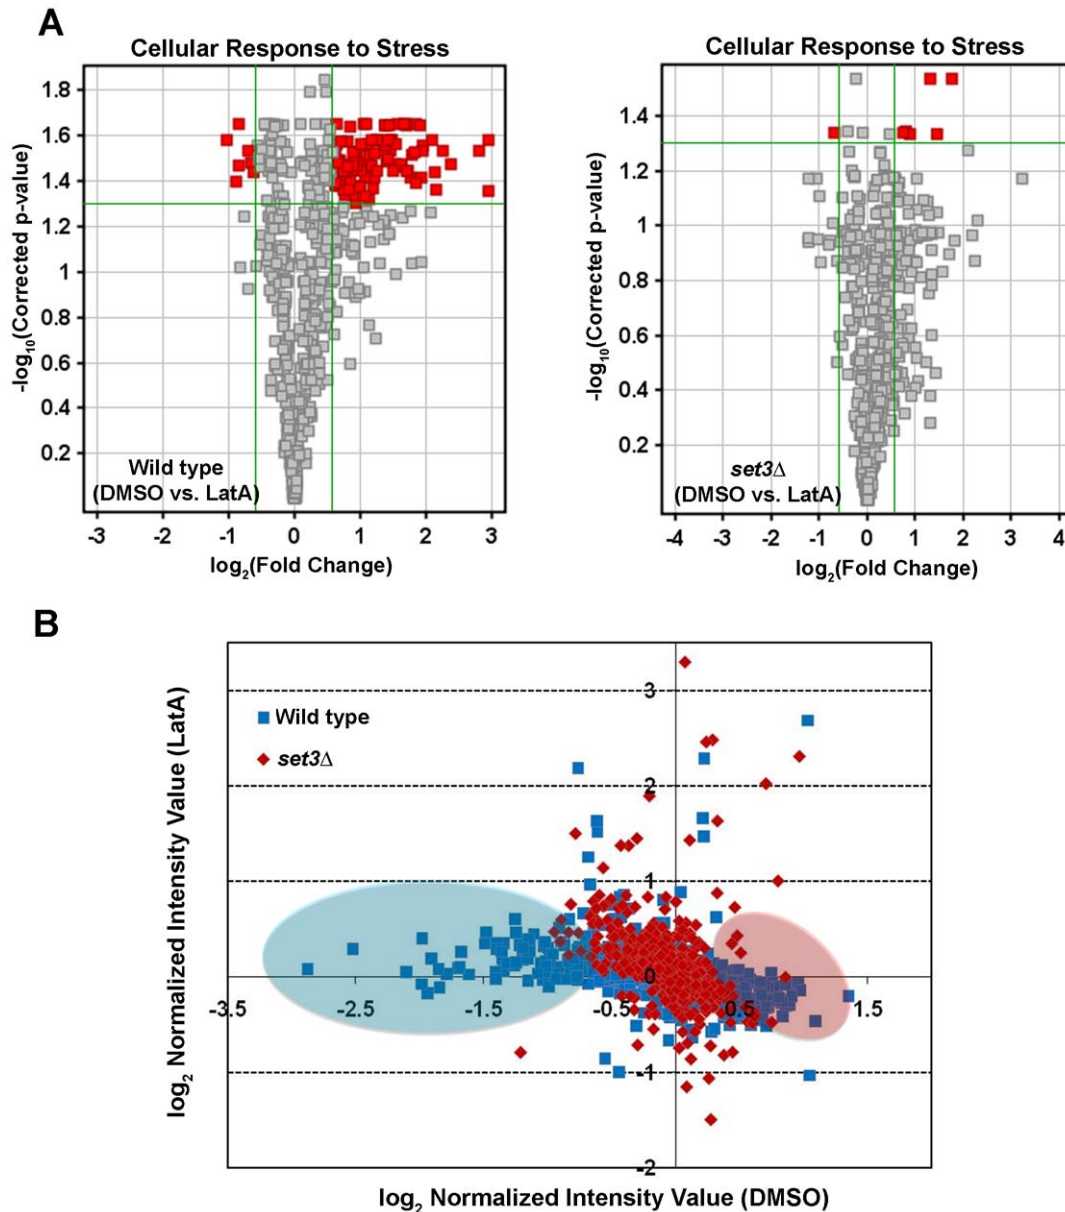 A
Cellular Response to Stress
-log10(Corrected p-value)
1.8
1.6
1.4
1.2
1
0.8
0.6
0.4
0.2
Wild type
(DMSO vs. LatA)
-3 -2 -1 0 1 2 3
log2(Fold Change)
Cellular Response to Stress
-log10(Corrected p-value)
1.4
1.2
1
0.8
0.6
0.4
0.2
set3Δ
(DMSO vs. LatA)
-4 -3 -2 -1 0 1 2 3 4
log2(Fold Change)
B
log2 Normalized Intensity Value (LatA)
Wild type
set3Δ
3
2
1
0
-3.5 -2.5 -1.5 -0.5 0.5 1.5
-1
-2
log2 Normalized Intensity Value (DMSO)